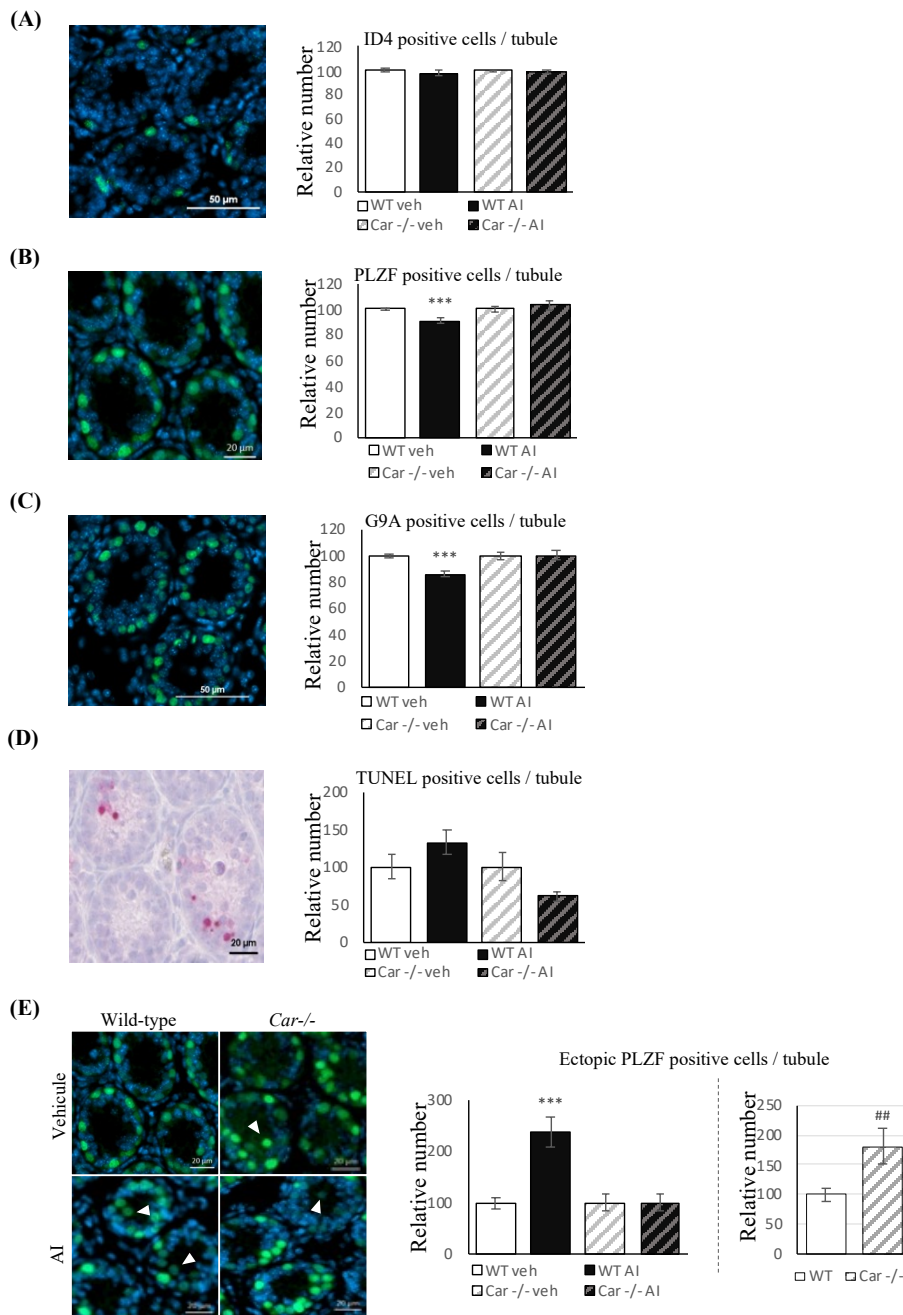 (A)
ID4 positive cells / tubule
Relative number
120
100
80
60
40
20
0
50 µm
WT veh WT AI
Car -/- veh Car -/- AI
(B)
PLZF positive cells / tubule
Relative number
120
100
80
60
40
20
0
***
20 µm
WT veh WT AI
Car -/- veh Car -/- AI
(C)
G9A positive cells / tubule
Relative number
120
100
80
60
40
20
0
***
50 µm
WT veh WT AI
Car -/- veh Car -/- AI
(D)
TUNEL positive cells / tubule
Relative number
200
150
100
50
0
20 µm
WT veh WT AI
Car -/- veh Car -/- AI
(E)
Wild-type Car-/-
Vehicule
AI
20 µm
20 µm
20 µm
20 µm
Ectopic PLZF positive cells / tubule
Relative number
300
200
100
0
***
WT veh WT AI
Car -/- veh Car -/- AI
Relative number
250
200
150
100
50
0
##
WT Car -/-